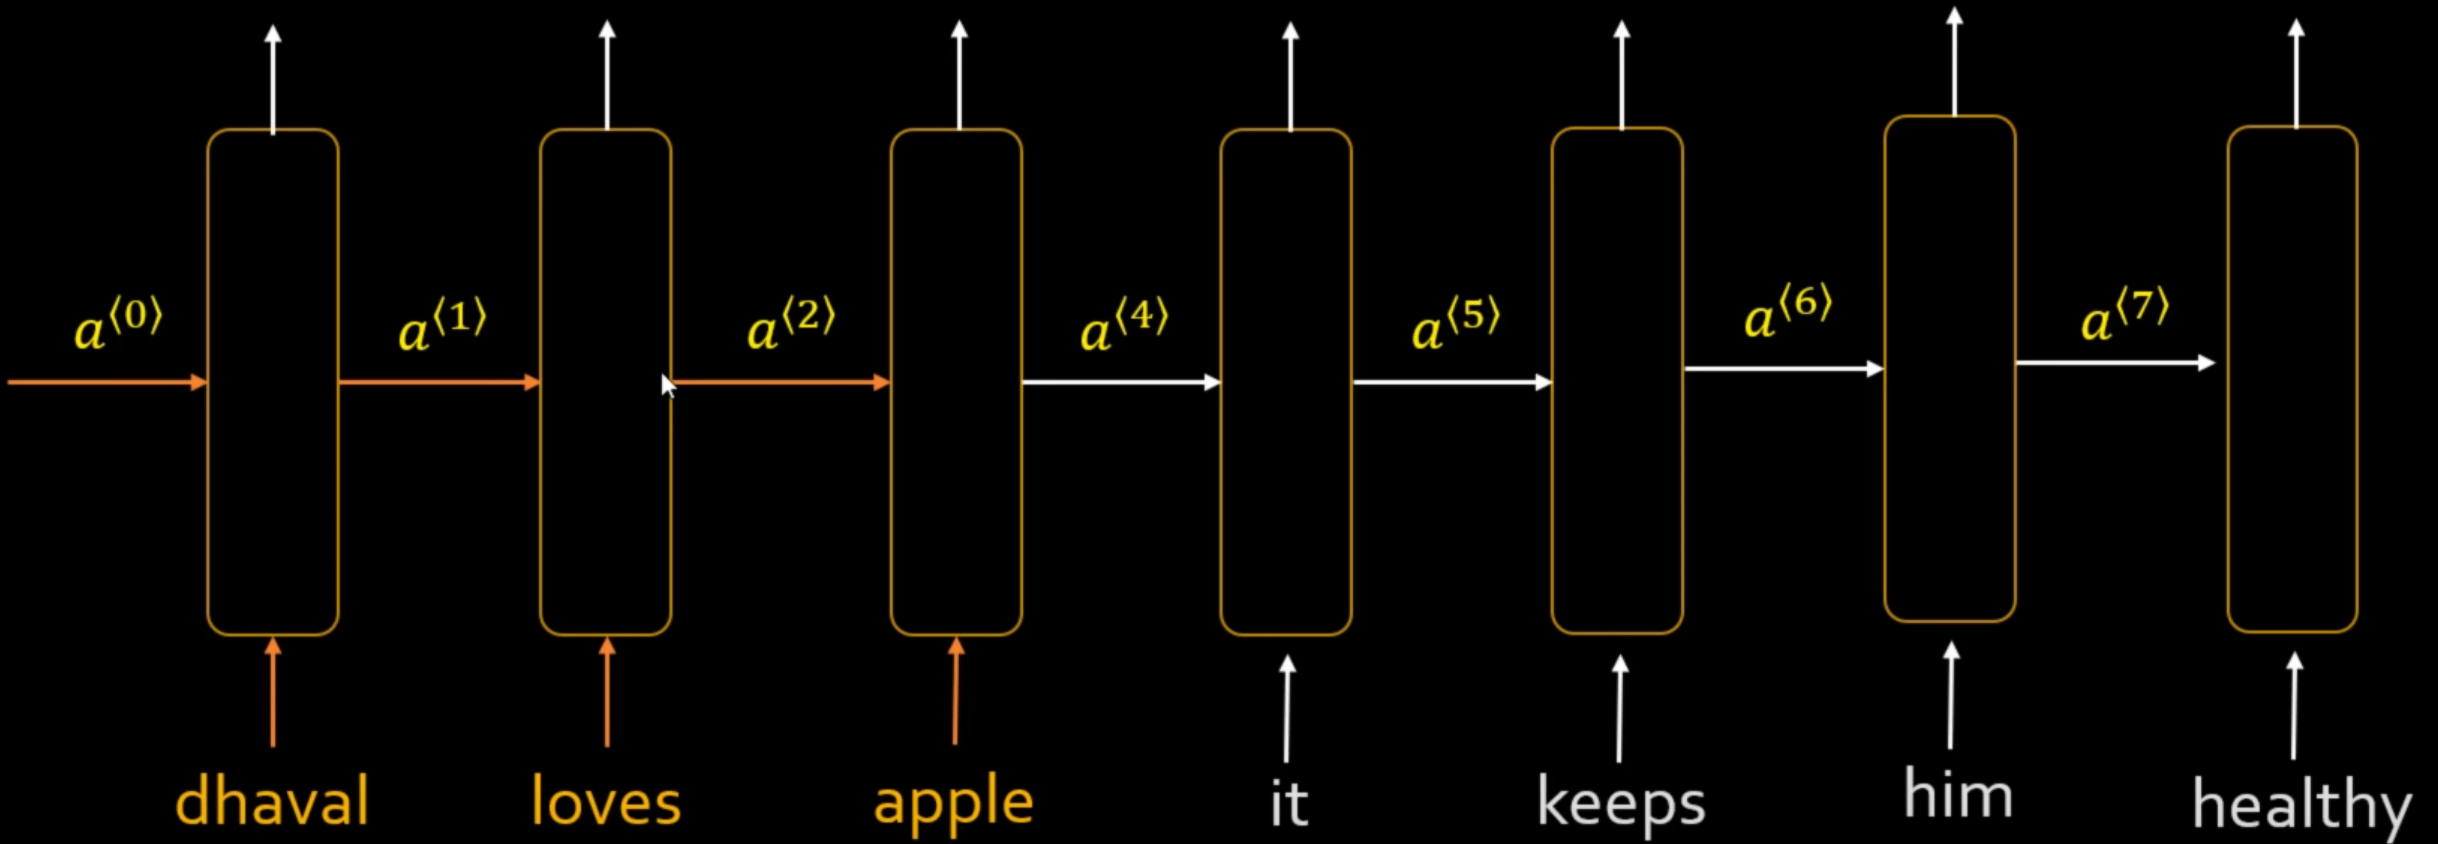 a⟨0⟩ a⟨1⟩ a⟨2⟩ a⟨4⟩ a⟨5⟩ a⟨6⟩ a⟨7⟩
dhaval loves apple it keeps him healthy